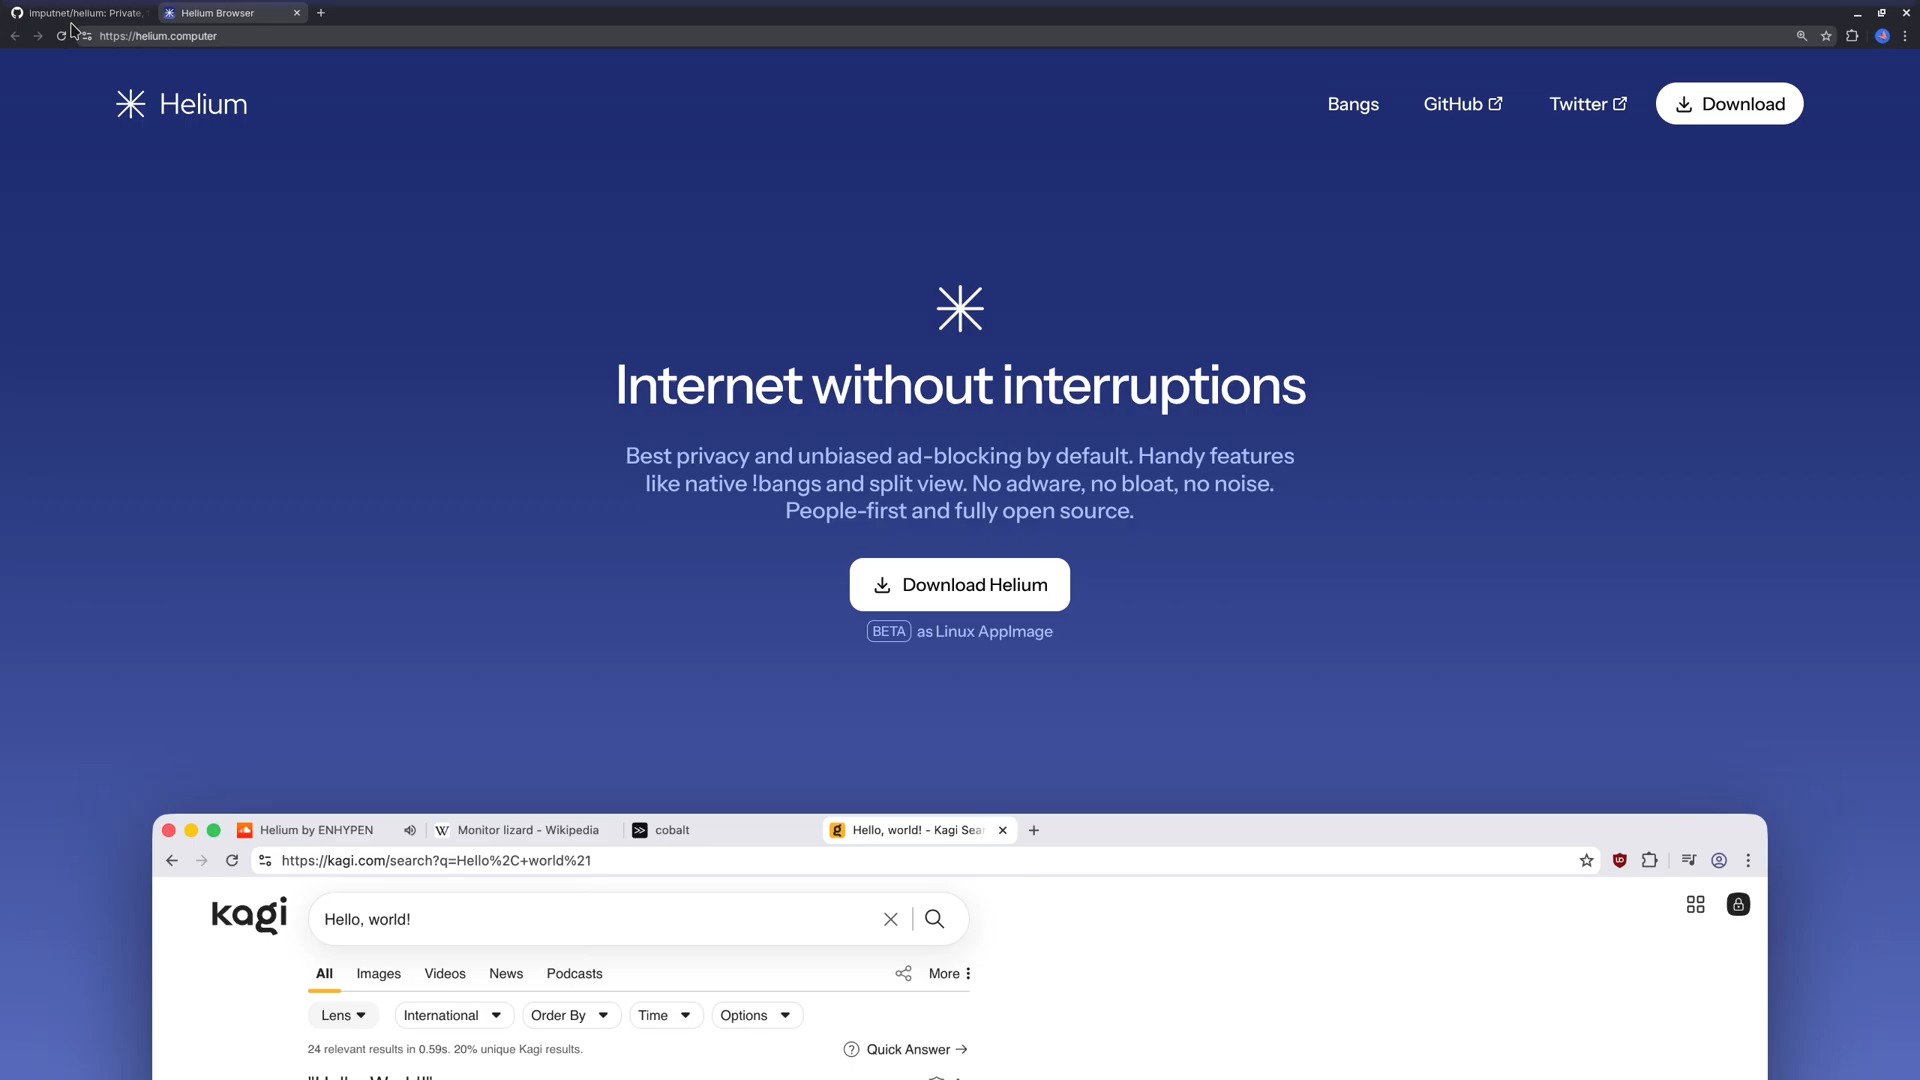 imputnet/helium: Private,
Helium Browser
https://helium.computer
Helium
Bangs
GitHub
Twitter
Download
Internet without interruptions
Best privacy and unbiased ad-blocking by default. Handy features
like native !bangs and split view. No adware, no bloat, no noise.
People-first and fully open source.
Download Helium
BETA as Linux AppImage
Helium by ENHYPEN
W Monitor lizard - Wikipedia
cobalt
Hello, world! - Kagi Sear
https://kagi.com/search?q=Hello%2C+world%21
kagi
Hello, world!
All Images Videos News Podcasts
More
Lens International Order By Time Options
24 relevant results in 0.59s. 20% unique Kagi results.
Quick Answer